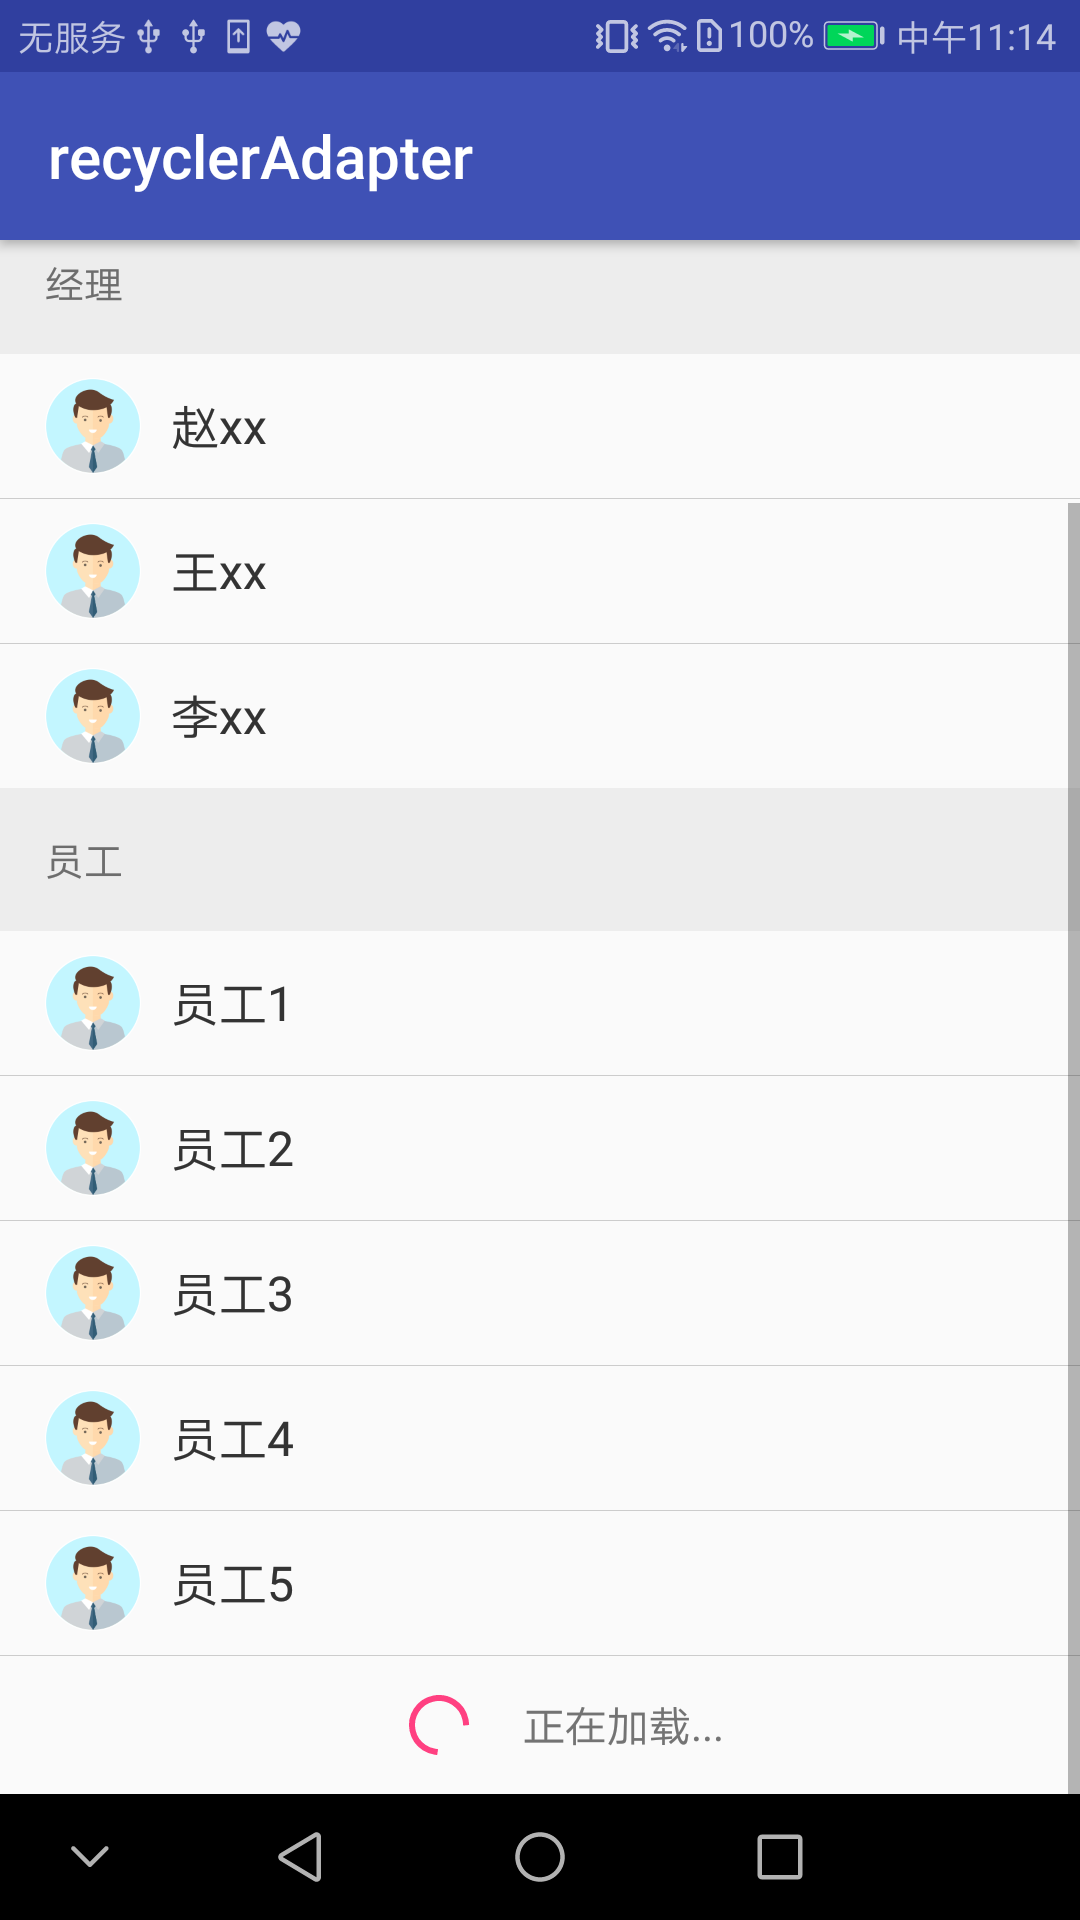 无服务 100% 中午11:14
recyclerAdapter
经理
赵xx
王xx
李xx
员工
员工1
员工2
员工3
员工4
员工5
正在加载...